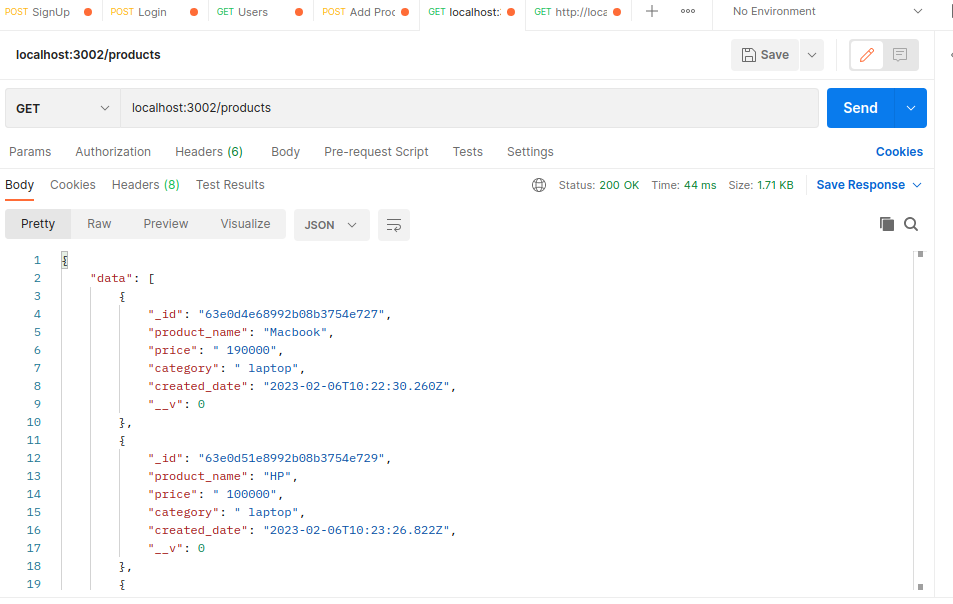 POST SignUp POST Login GET Users POST Add Proc GET localhost: GET http://loca No Environment
localhost:3002/products Save
GET localhost:3002/products Send
Params Authorization Headers (6) Body Pre-request Script Tests Settings Cookies
Body Cookies Headers (8) Test Results Status: 200 OK Time: 44 ms Size: 1.71 KB Save Response
Pretty Raw Preview Visualize JSON
1 {
2 "data": [
3 {
4 "_id": "63e0d4e68992b08b3754e727",
5 "product_name": "Macbook",
6 "price": " 190000",
7 "category": " laptop",
8 "created_date": "2023-02-06T10:22:30.260Z",
9 "__v": 0
10 },
11 {
12 "_id": "63e0d51e8992b08b3754e729",
13 "product_name": "HP",
14 "price": " 100000",
15 "category": " laptop",
16 "created_date": "2023-02-06T10:23:26.822Z",
17 "__v": 0
18 },
19 {